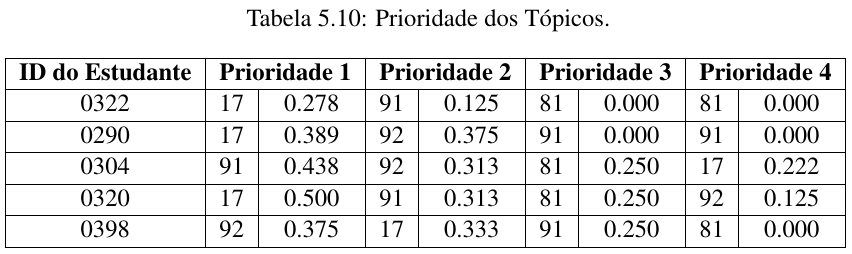 Tabela 5.10: Prioridade dos Tópicos.
ID do Estudante Prioridade 1 Prioridade 2 Prioridade 3 Prioridade 4
0322 17 0.278 91 0.125 81 0.000 81 0.000
0290 17 0.389 92 0.375 91 0.000 91 0.000
0304 91 0.438 92 0.313 81 0.250 17 0.222
0320 17 0.500 91 0.313 81 0.250 92 0.125
0398 92 0.375 17 0.333 91 0.250 81 0.000